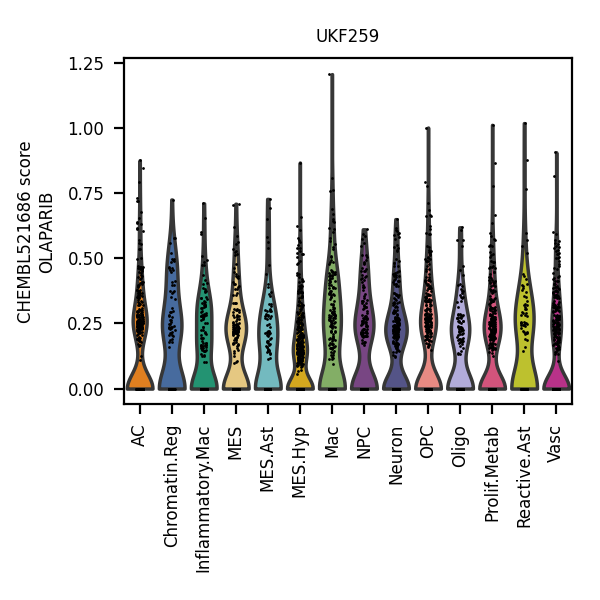 UKF259
CHEMBL521686 score
OLAPARIB
1.25
1.00
0.75
0.50
0.25
0.00
AC
Chromatin.Reg
Inflammatory.Mac
MES
MES.Ast
MES.Hyp
Mac
NPC
Neuron
OPC
Oligo
Prolif.Metab
Reactive.Ast
Vasc